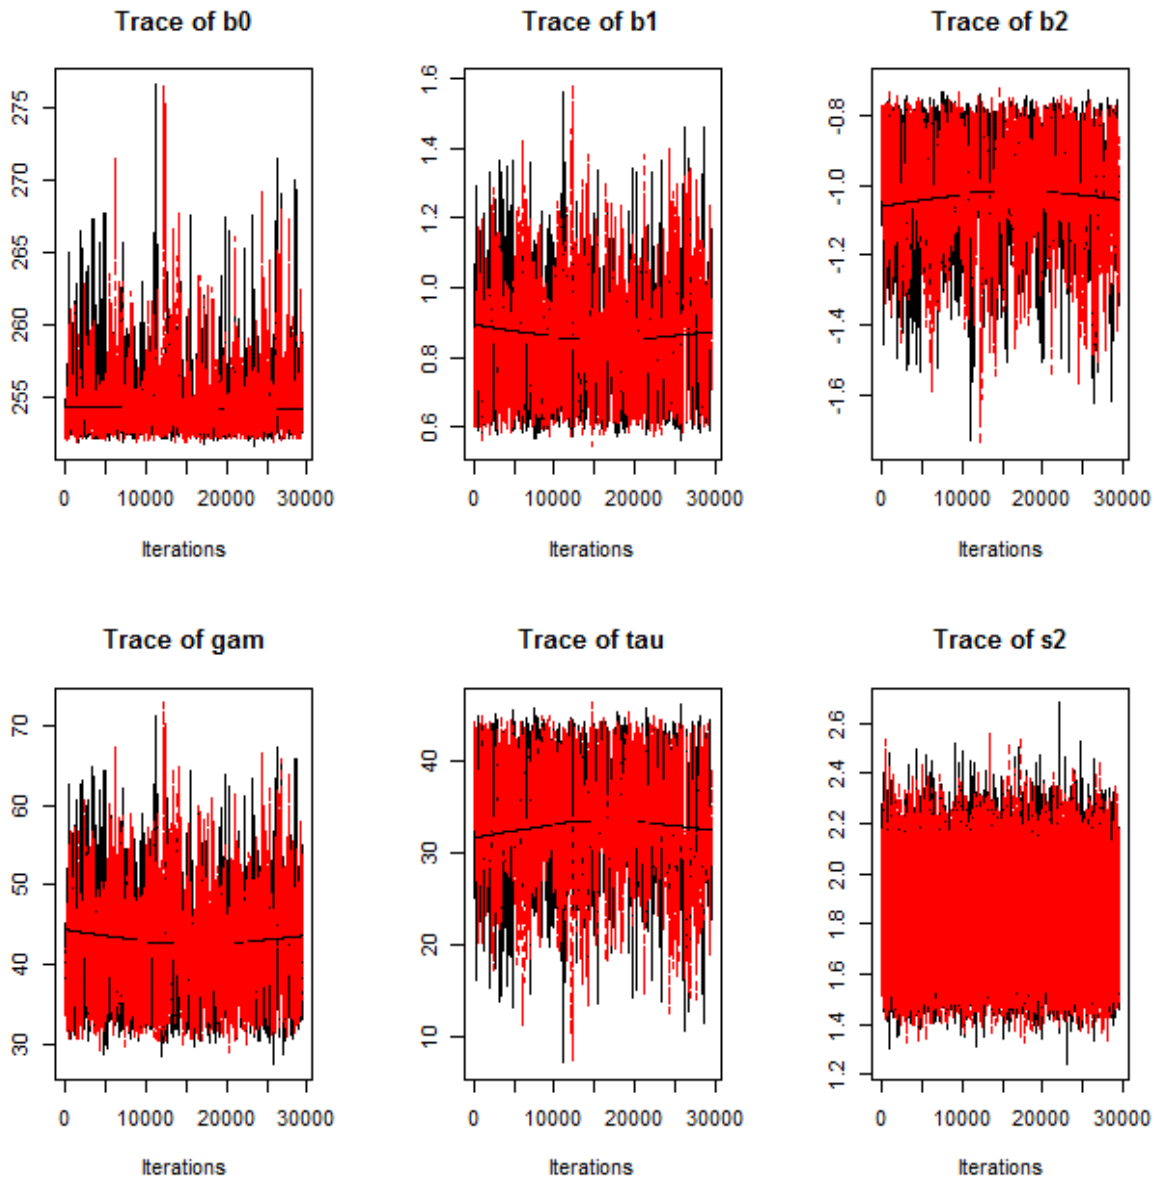 Trace of b0
275
270
265
260
255
0 10000 20000 30000
Iterations
Trace of b1
1.6
1.4
1.2
1.0
0.8
0.6
0 10000 20000 30000
Iterations
Trace of b2
-0.8
-1.0
-1.2
-1.4
-1.6
0 10000 20000 30000
Iterations
Trace of gam
70
60
50
40
30
0 10000 20000 30000
Iterations
Trace of tau
40
30
20
10
0 10000 20000 30000
Iterations
Trace of s2
2.6
2.4
2.2
2.0
1.8
1.6
1.4
1.2
0 10000 20000 30000
Iterations